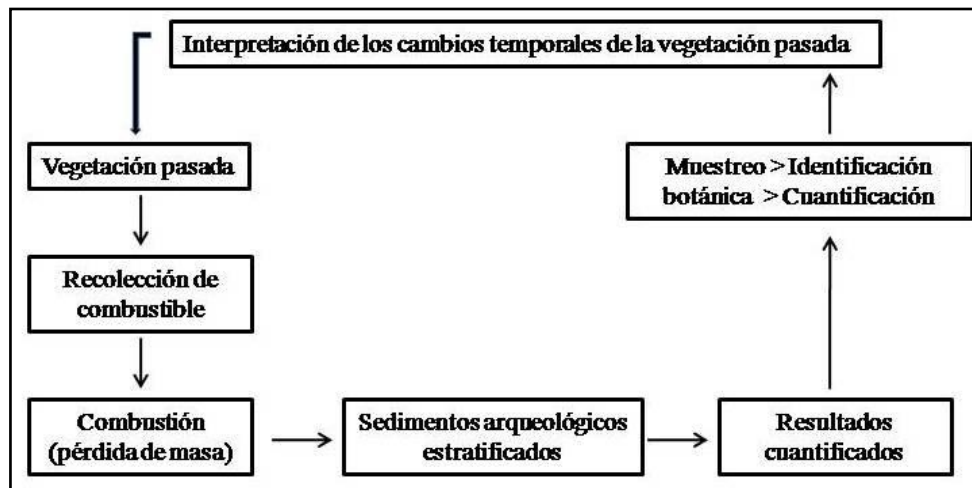 Interpretación de los cambios temporales de la vegetación pasada
Vegetación pasada
Muestreo > Identificación
botánica > Cuantificación
Recolección de
combustible
Combustión
(pérdida de masa)
Sedimentos arqueológicos
estratificados
Resultados
cuantificados